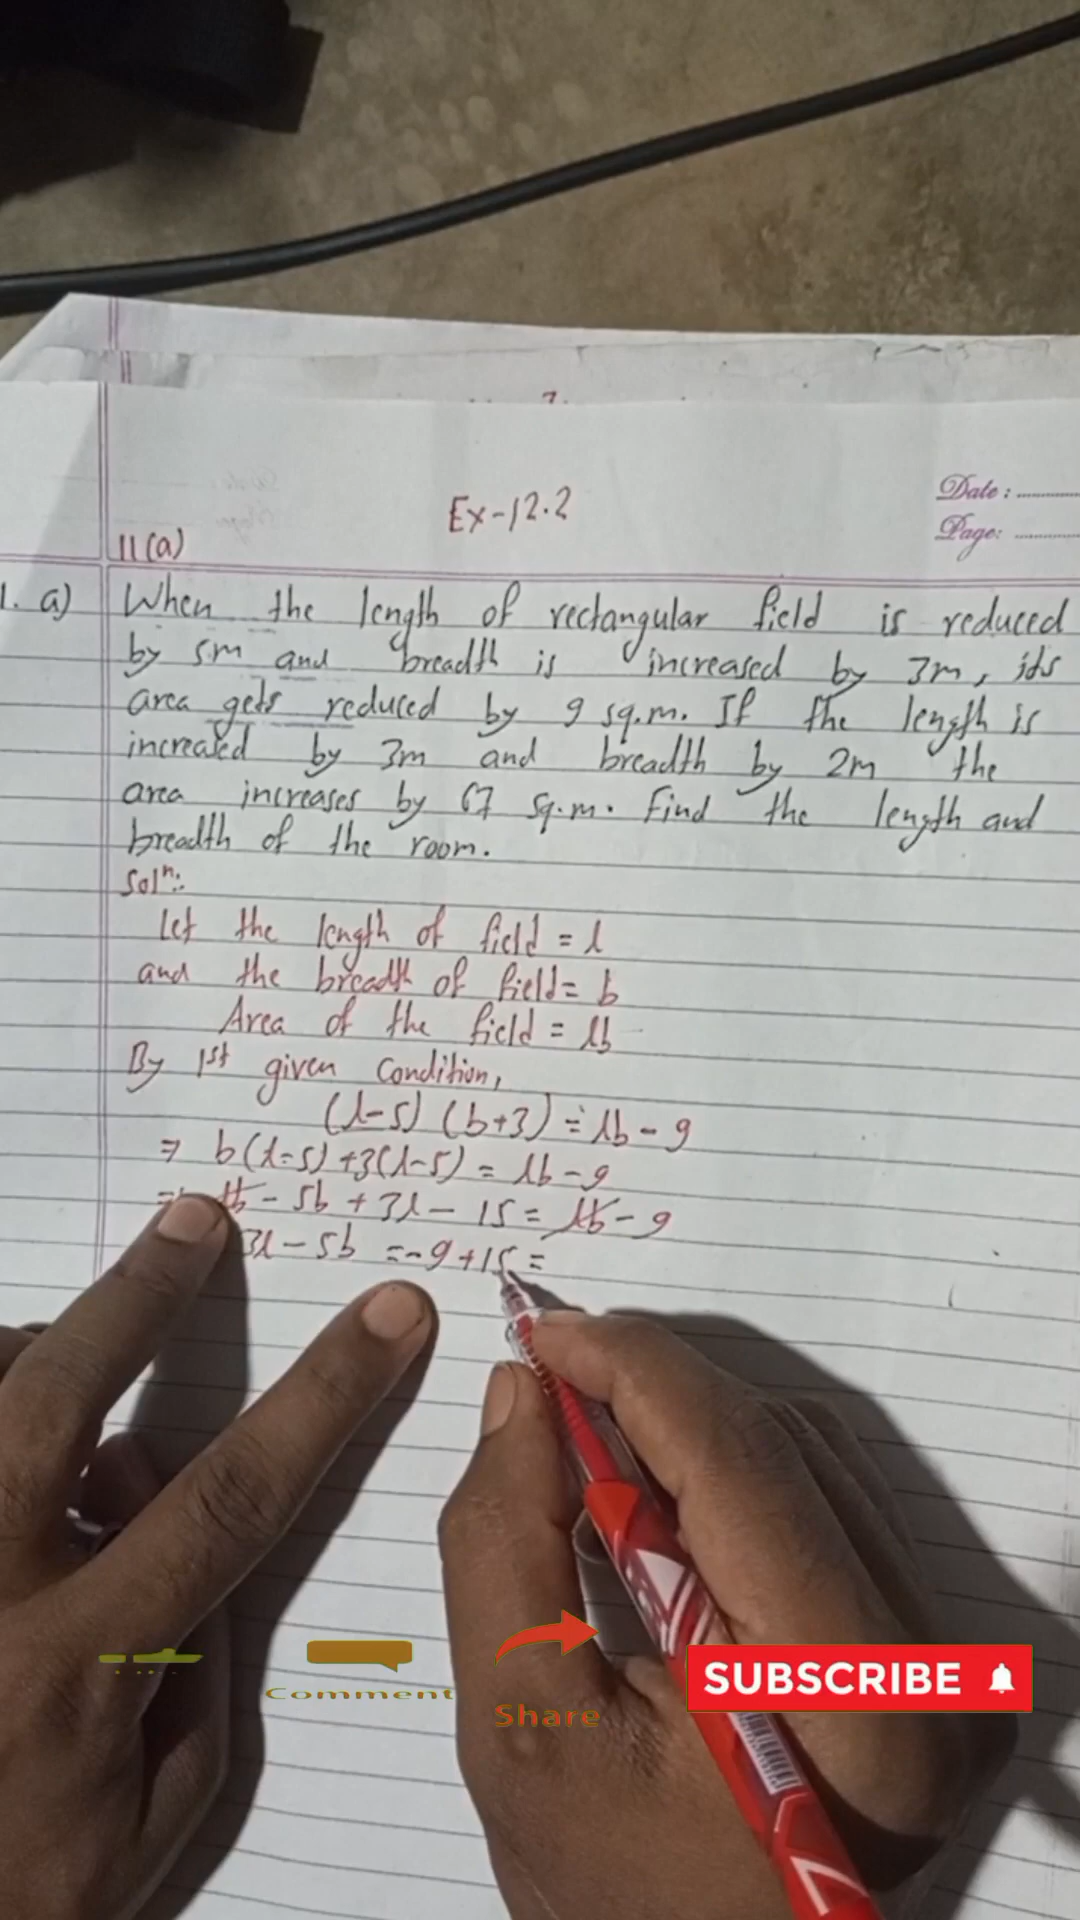 Ex-12.2
Date :
Page:
11(a)
1. a) When the length of rectangular field is reduced
by 5m and breadth is increased by 3m, its
area gets reduced by 9 sq.m. If the length is
increased by 3m and breadth by 2m the
area increases by 67 sq.m. Find the length and
breadth of the room.
Solⁿ:
Let the length of field = l
and the breadth of field = b
Area of the field = lb
By 1st given condition,
(l-5) (b+3) = lb - 9
⇒ b(l-5) +3(l-5) = lb - 9
lb - 5b + 3l - 15 = lb - 9
3l - 5b = -9 + 15 =
Comment
Share
SUBSCRIBE